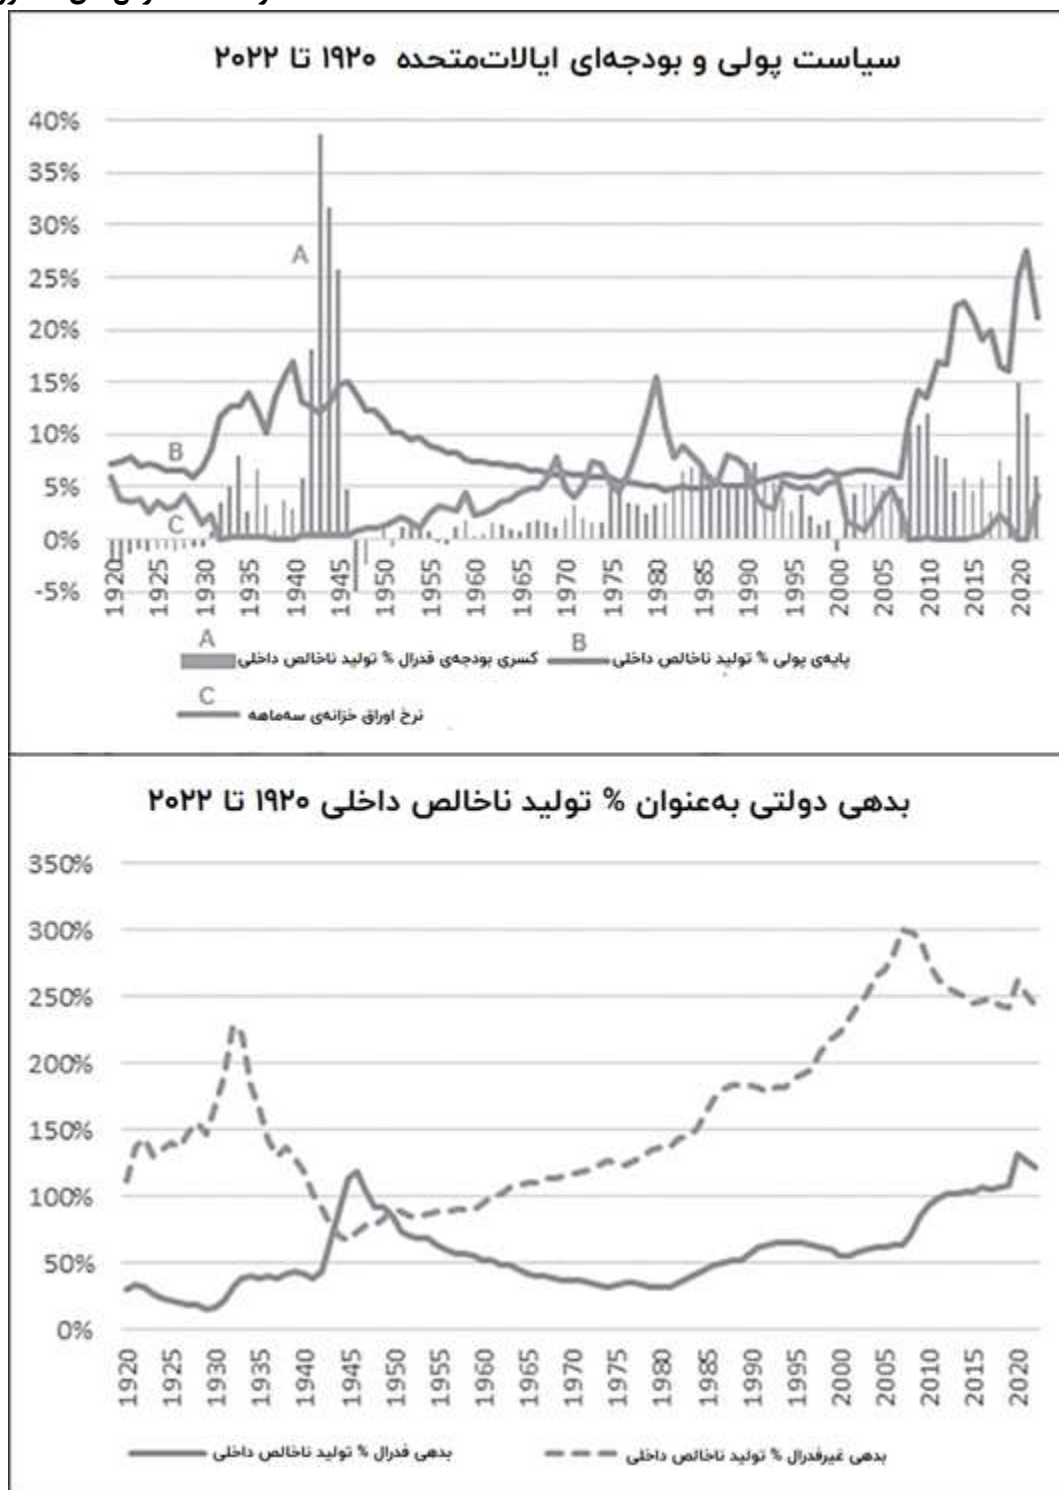 سیاست پولی و بودجه‌ای ایالات‌متحده ۱۹۲۰ تا ۲۰۲۲
40%
35%
30%
25%
20%
15%
10%
5%
0%
-5%
A
B
C
1920 1925 1930 1935 1940 1945 1950 1955 1960 1965 1970 1975 1980 1985 1990 1995 2000 2005 2010 2015 2020
A
کسری بودجه‌ی فدرال % تولید ناخالص داخلی
B
پایه‌ی پولی % تولید ناخالص داخلی
C
نرخ اوراق خزانه‌ی سه‌ماهه
بدهی دولتی به‌عنوان % تولید ناخالص داخلی ۱۹۲۰ تا ۲۰۲۲
350%
300%
250%
200%
150%
100%
50%
0%
1920 1925 1930 1935 1940 1945 1950 1955 1960 1965 1970 1975 1980 1985 1990 1995 2000 2005 2010 2015 2020
بدهی فدرال % تولید ناخالص داخلی
بدهی غیرفدرال % تولید ناخالص داخلی